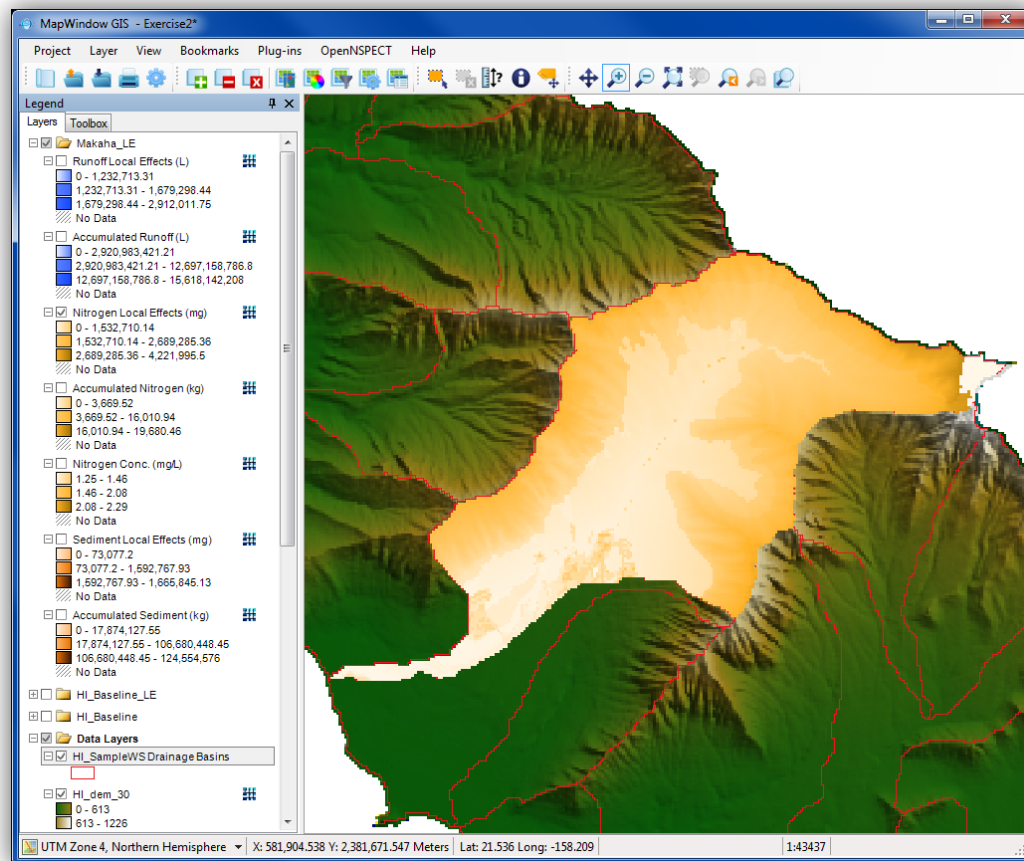 MapWindow GIS - Exercise2*
Project Layer View Bookmarks Plug-ins OpenNSPECT Help
Legend
Layers Toolbox
Makaha_LE
Runoff Local Effects (L)
0 - 1,232,713.31
1,232,713.31 - 1,679,298.44
1,679,298.44 - 2,912,011.75
No Data
Accumulated Runoff (L)
0 - 2,920,983,421.21
2,920,983,421.21 - 12,697,158,786.8
12,697,158,786.8 - 15,618,142,208
No Data
Nitrogen Local Effects (mg)
0 - 1,532,710.14
1,532,710.14 - 2,689,285.36
2,689,285.36 - 4,221,995.5
No Data
Accumulated Nitrogen (kg)
0 - 3,669.52
3,669.52 - 16,010.94
16,010.94 - 19,680.46
No Data
Nitrogen Conc. (mg/L)
1.25 - 1.46
1.46 - 2.08
2.08 - 2.29
No Data
Sediment Local Effects (mg)
0 - 73,077.2
73,077.2 - 1,592,767.93
1,592,767.93 - 1,665,845.13
No Data
Accumulated Sediment (kg)
0 - 17,874,127.55
17,874,127.55 - 106,680,448.45
106,680,448.45 - 124,554,576
No Data
HI_Baseline_LE
HI_Baseline
Data Layers
HI_SampleWS Drainage Basins
HI_dem_30
0 - 613
613 - 1226
UTM Zone 4, Northern Hemisphere X: 581,904.538 Y: 2,381,671.547 Meters Lat: 21.536 Long: -158.209 1:43437